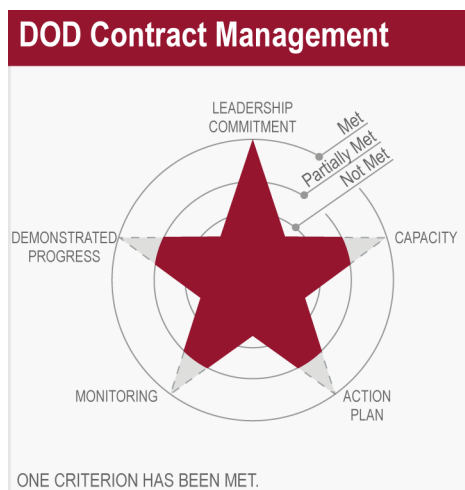 DOD Contract Management
LEADERSHIP
COMMITMENT
Met
Partially Met
Not Met
DEMONSTRATED
PROGRESS
CAPACITY
MONITORING
ACTION
PLAN
ONE CRITERION HAS BEEN MET.